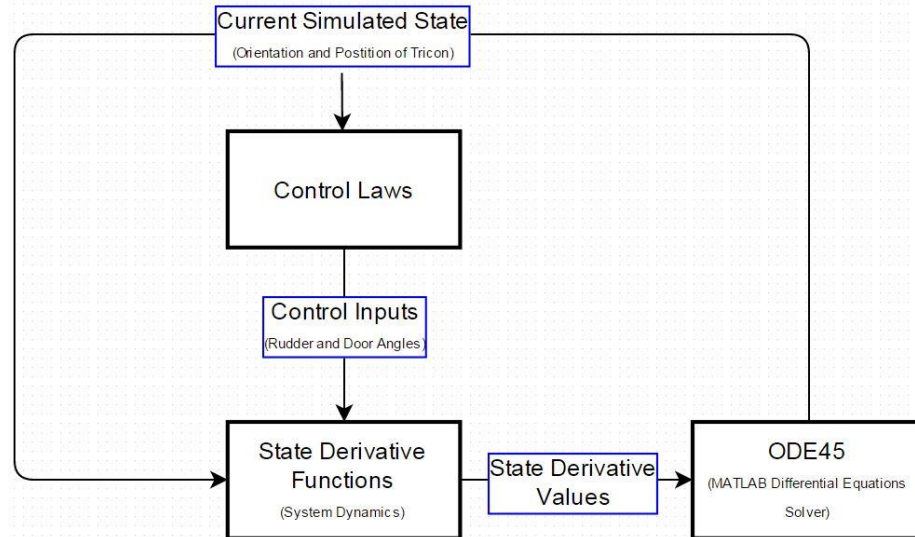 Current Simulated State
(Orientation and Postition of Tricon)
Control Laws
Control Inputs
(Rudder and Door Angles)
State Derivative
Functions
(System Dynamics)
State Derivative
Values
ODE45
(MATLAB Differential Equations
Solver)